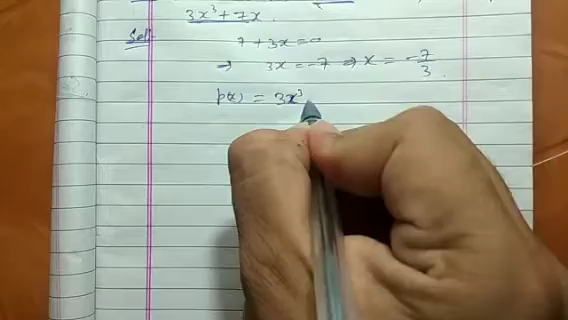 3x³ + 7x.
Sol:-
7 + 3x = 0
→ 3x = -7 ⇒ x = -7/3
p(x) = 3x³